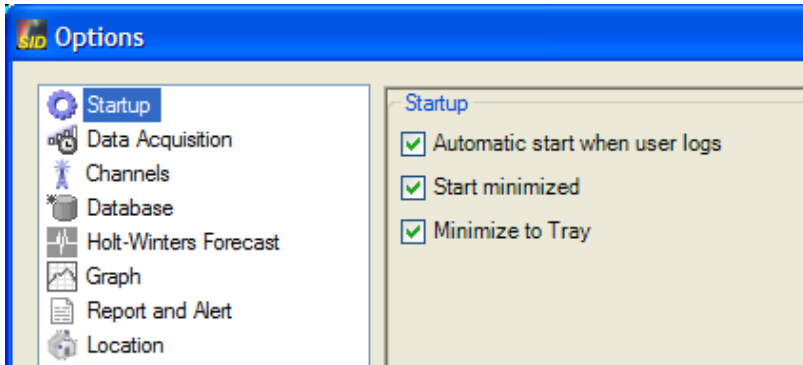 SID Options
Startup
Data Acquisition
Channels
Database
Holt-Winters Forecast
Graph
Report and Alert
Location
Startup
Automatic start when user logs
Start minimized
Minimize to Tray